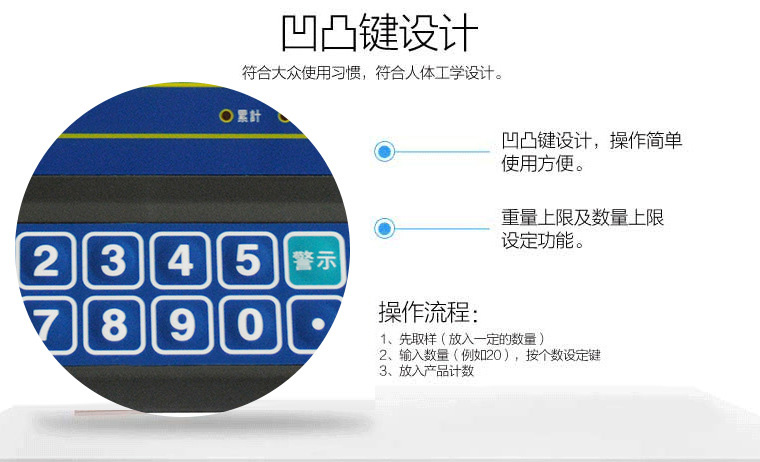 凹凸键设计
符合大众使用习惯，符合人体工学设计。
累計
凹凸键设计，操作简单
使用方便。
重量上限及数量上限
设定功能。
2 3 4 5 警示
7 8 9 0 •
操作流程：
1、先取样（放入一定的数量）
2、输入数量（例如20），按个数设定键
3、放入产品计数